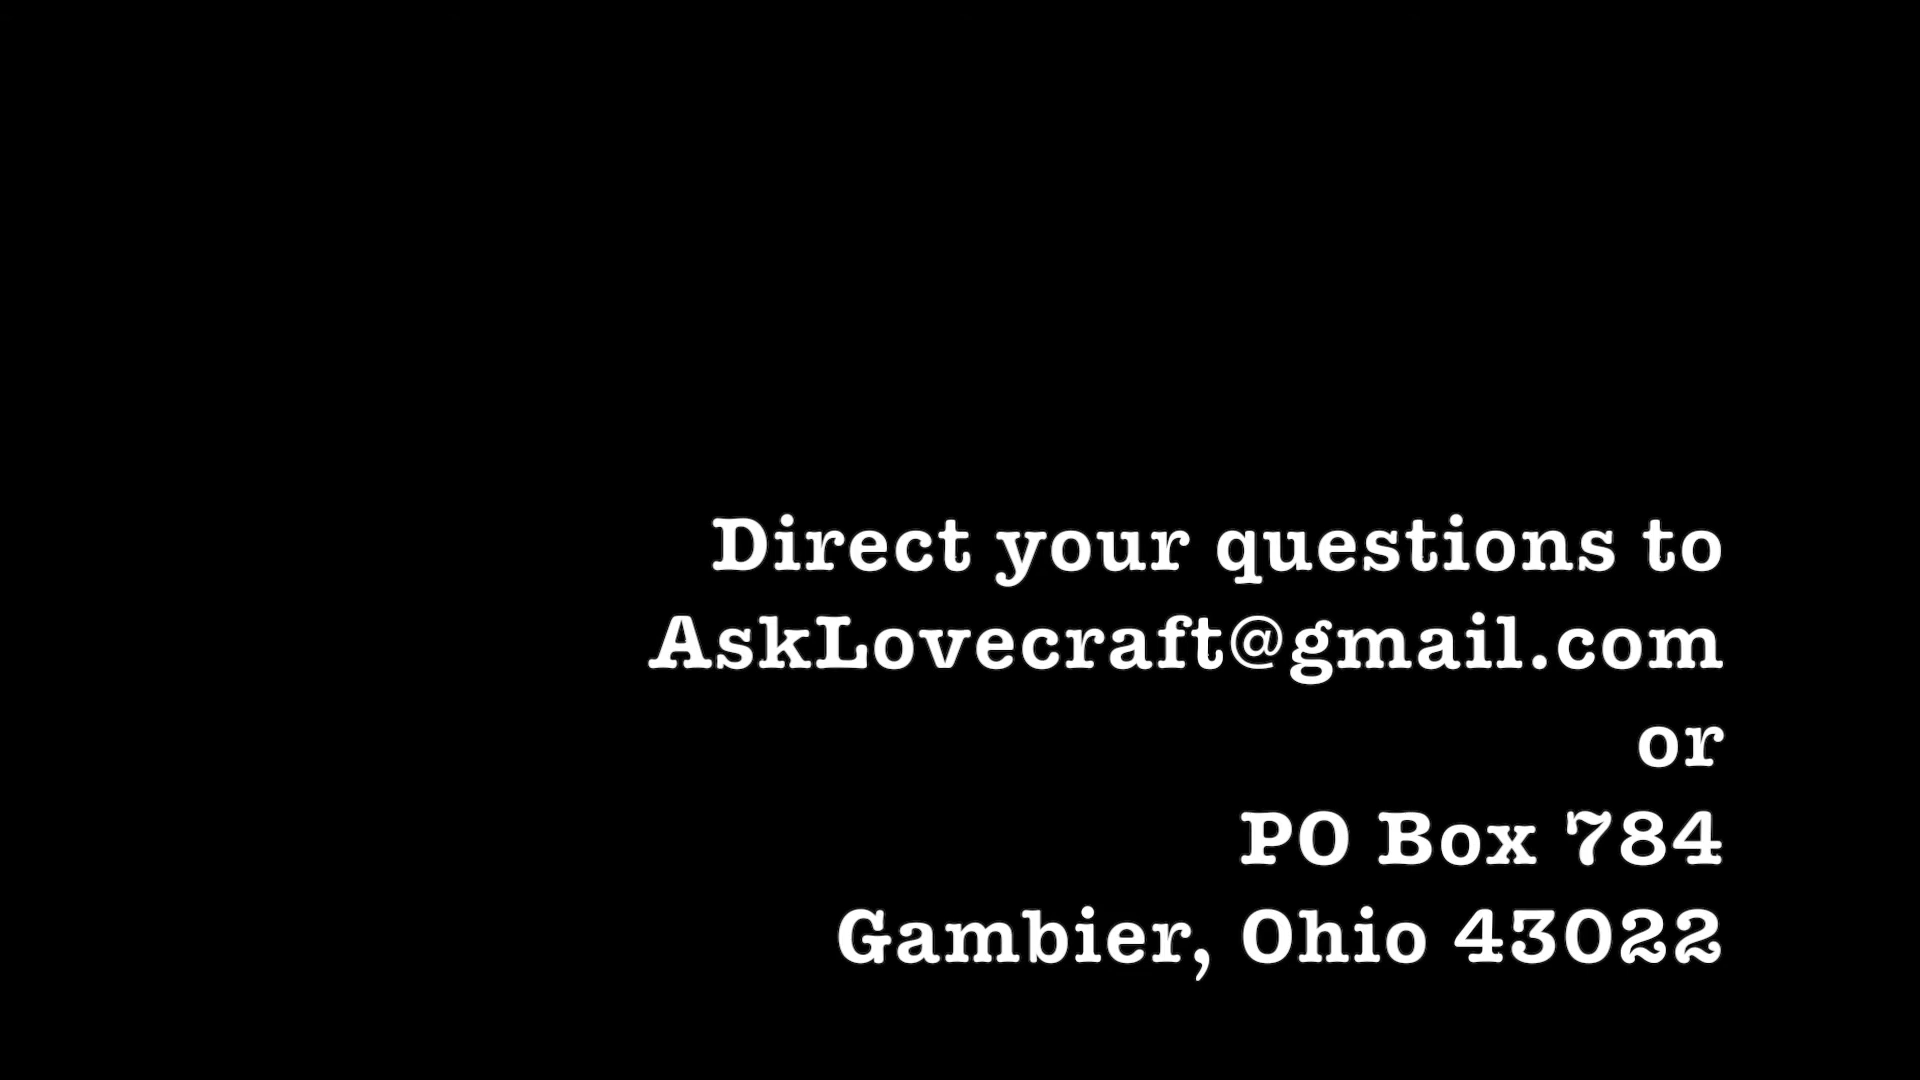 Direct your questions to
AskLovecraft@gmail.com
or
PO Box 784
Gambier, Ohio 43022